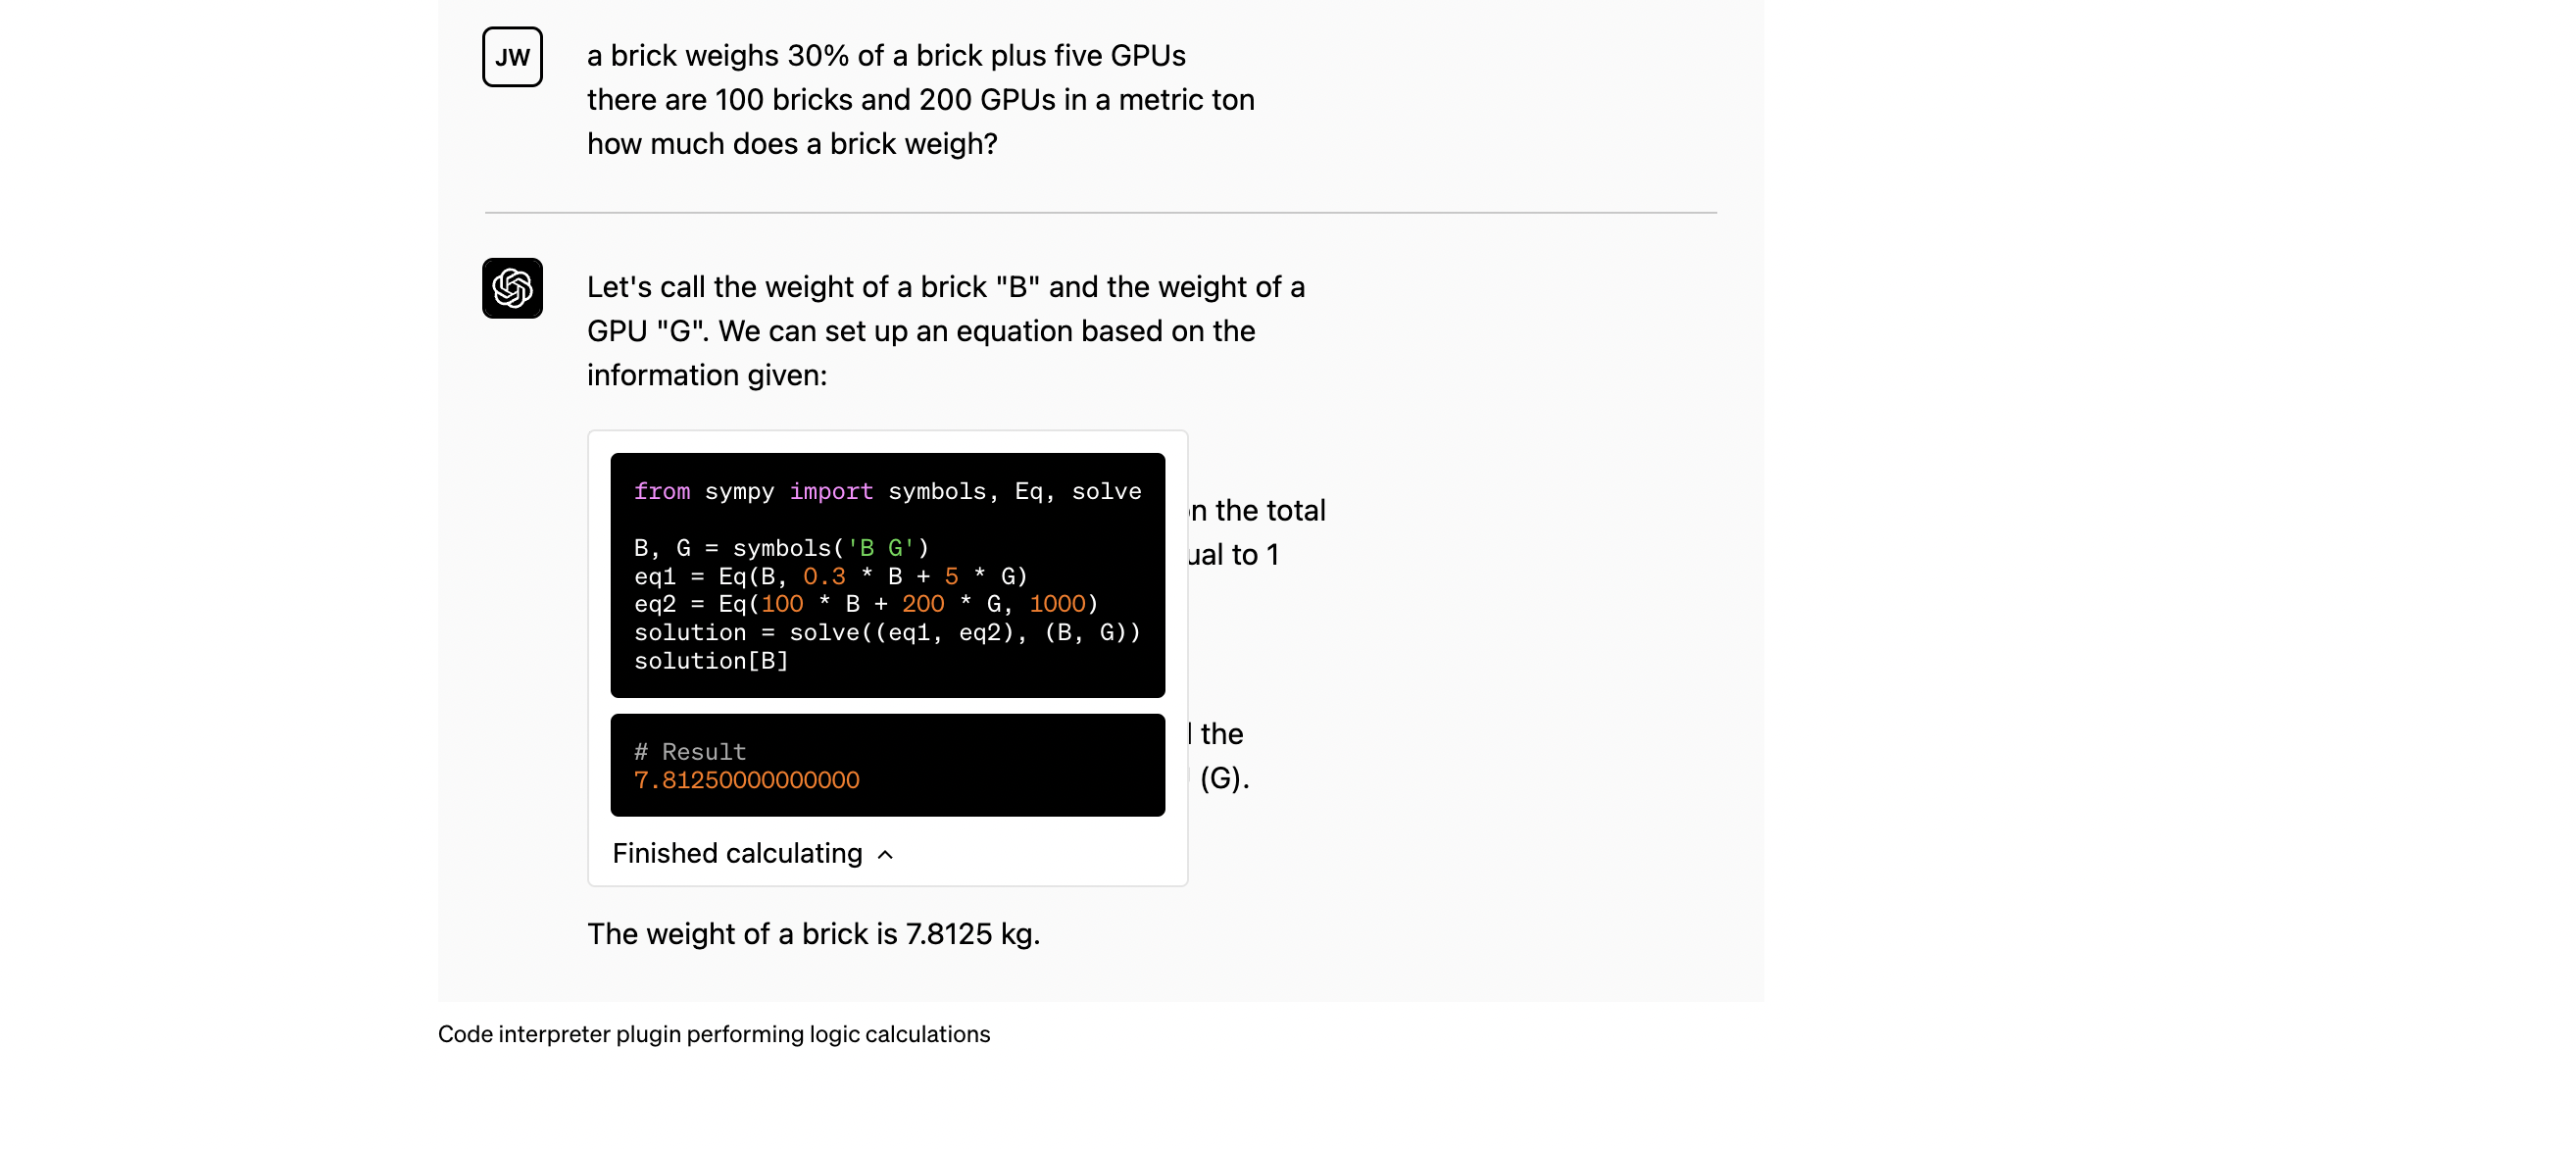 JW
a brick weighs 30% of a brick plus five GPUs
there are 100 bricks and 200 GPUs in a metric ton
how much does a brick weigh?
Let's call the weight of a brick "B" and the weight of a
GPU "G". We can set up an equation based on the
information given:
from sympy import symbols, Eq, solve
B, G = symbols('B G')
eq1 = Eq(B, 0.3 * B + 5 * G)
eq2 = Eq(100 * B + 200 * G, 1000)
solution = solve((eq1, eq2), (B, G))
solution[B]
n the total
ual to 1
# Result
7.81250000000000
the
(G).
Finished calculating
The weight of a brick is 7.8125 kg.
Code interpreter plugin performing logic calculations